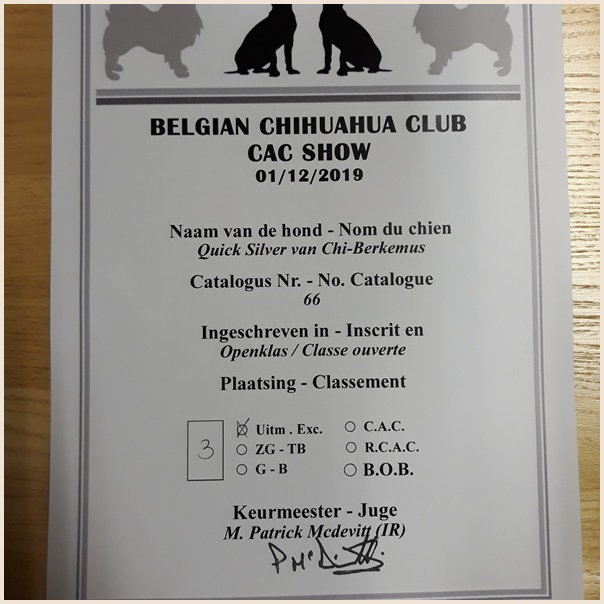 BELGIAN CHIHUAHUA CLUB
CAC SHOW
01/12/2019
Naam van de hond - Nom du chien
Quick Silver van Chi-Berkemus
Catalogus Nr. - No. Catalogue
66
Ingeschreven in - Inscrit en
Openklas / Classe ouverte
Plaatsing - Classement
3
Uitm . Exc.
ZG - TB
G - B
C.A.C.
R.C.A.C.
B.O.B.
Keurmeester - Juge
M. Patrick Mcdevitt (IR)